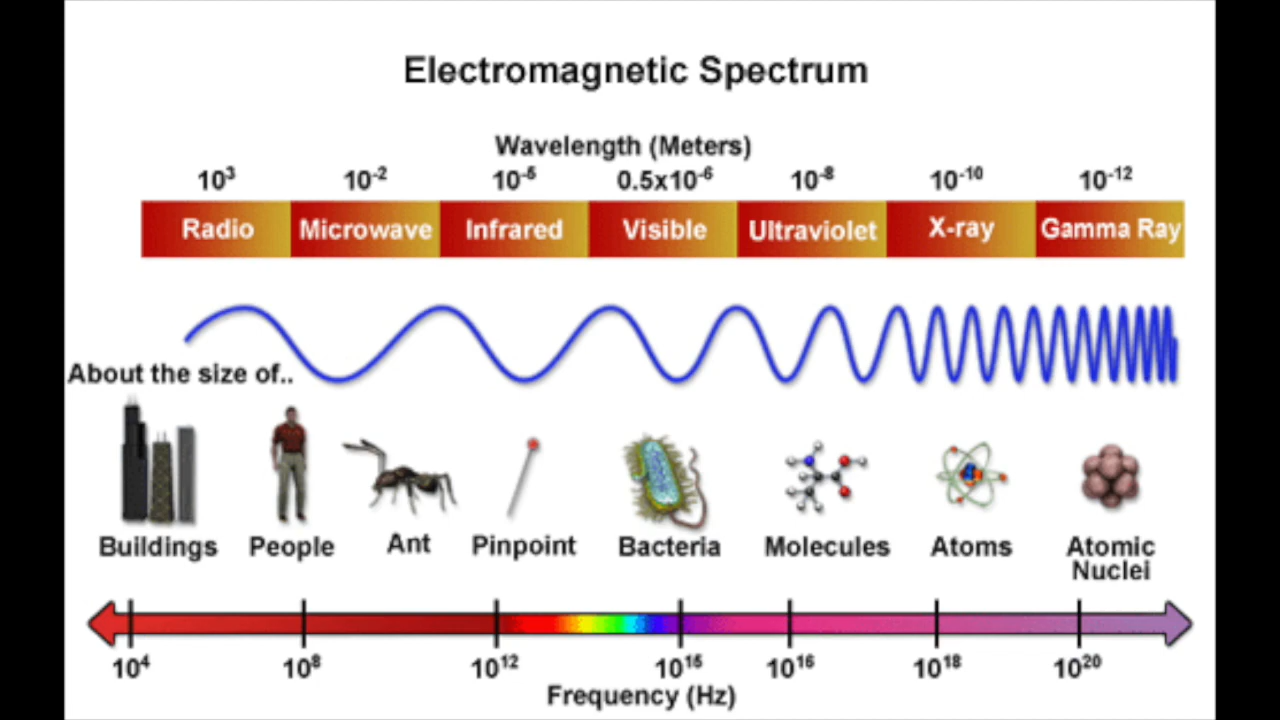 Electromagnetic Spectrum
Wavelength (Meters)
10³ 10⁻² 10⁻⁵ 0.5x10⁻⁶ 10⁻⁸ 10⁻¹⁰ 10⁻¹²
Radio Microwave Infrared Visible Ultraviolet X-ray Gamma Ray
About the size of..
Buildings People Ant Pinpoint Bacteria Molecules Atoms Atomic
Nuclei
10⁴ 10⁸ 10¹² 10¹⁵ 10¹⁶ 10¹⁸ 10²⁰
Frequency (Hz)